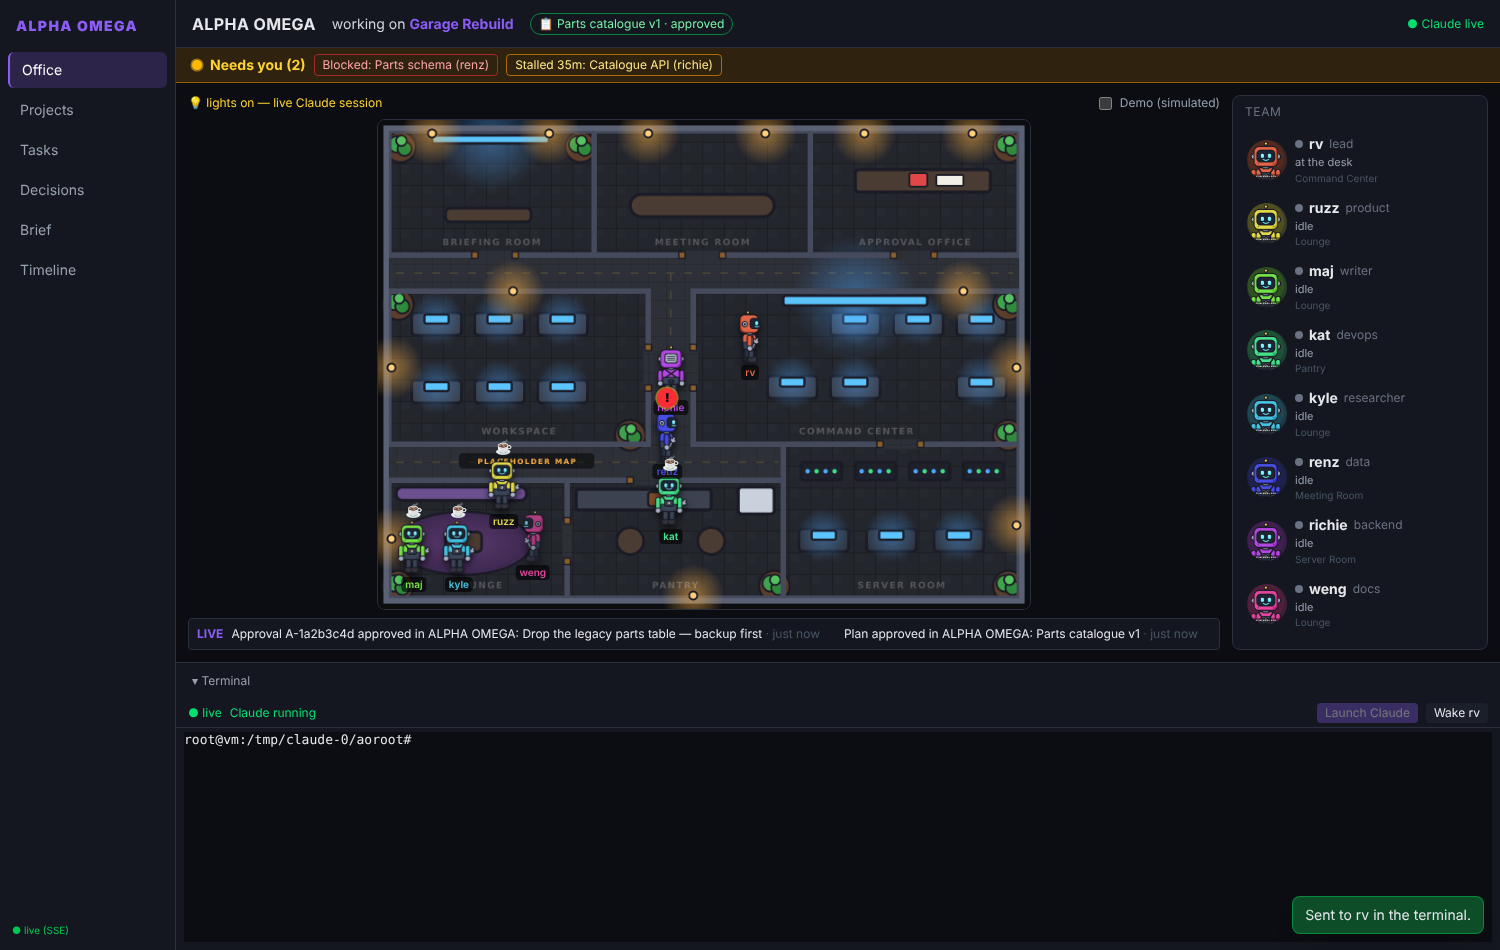 ALPHA OMEGA
Office
Projects
Tasks
Decisions
Brief
Timeline
live (SSE)
ALPHA OMEGA working on Garage Rebuild 📋 Parts catalogue v1 · approved
Claude live
Needs you (2) Blocked: Parts schema (renz) Stalled 35m: Catalogue API (richie)
💡 lights on — live Claude session
Demo (simulated)
BRIEFING ROOM
MEETING ROOM
APPROVAL OFFICE
rv
!
WORKSPACE
COMMAND CENTER
PLACEHOLDER MAP
ruzz
kat
weng
maj
kyle
PANTRY
SERVER ROOM
LIVE Approval A-1a2b3c4d approved in ALPHA OMEGA: Drop the legacy parts table — backup first · just now Plan approved in ALPHA OMEGA: Parts catalogue v1 · just now
TEAM
rv lead
at the desk
Command Center
ruzz product
idle
Lounge
maj writer
idle
Lounge
kat devops
idle
Pantry
kyle researcher
idle
Lounge
renz data
idle
Meeting Room
richie backend
idle
Server Room
weng docs
idle
Lounge
▾ Terminal
live Claude running
Launch Claude Wake rv
root@vm:/tmp/claude-0/aoroot#
Sent to rv in the terminal.